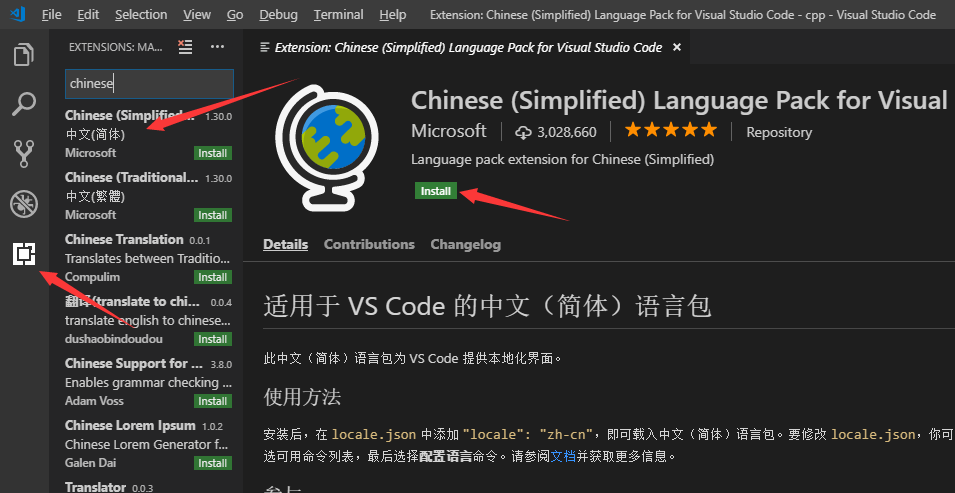 File Edit Selection View Go Debug Terminal Help Extension: Chinese (Simplified) Language Pack for Visual Studio Code - cpp - Visual Studio Code
EXTENSIONS: MA...
chinese
Chinese (Simplified... 1.30.0
中文(简体)
Microsoft Install
Chinese (Traditional... 1.30.0
中文(繁體)
Microsoft Install
Chinese Translation 0.0.1
Translates between Traditio...
Compulim Install
翻译(translate to chi... 0.0.4
translate english to chinese...
dushaobindoudou Install
Chinese Support for ... 3.8.0
Enables grammar checking ...
Adam Voss Install
Chinese Lorem Ipsum 1.0.2
Chinese Lorem Generator f...
Galen Dai Install
Translator 0.0.3
Extension: Chinese (Simplified) Language Pack for Visual Studio Code
Chinese (Simplified) Language Pack for Visual
Microsoft 3,028,660 Repository
Language pack extension for Chinese (Simplified)
Install
Details Contributions Changelog
适用于 VS Code 的中文（简体）语言包
此中文（简体）语言包为 VS Code 提供本地化界面。
使用方法
安装后，在 locale.json 中添加 "locale": "zh-cn"，即可载入中文（简体）语言包。要修改 locale.json，你可
选可用命令列表，最后选择配置语言命令。请参阅文档并获取更多信息。
参与